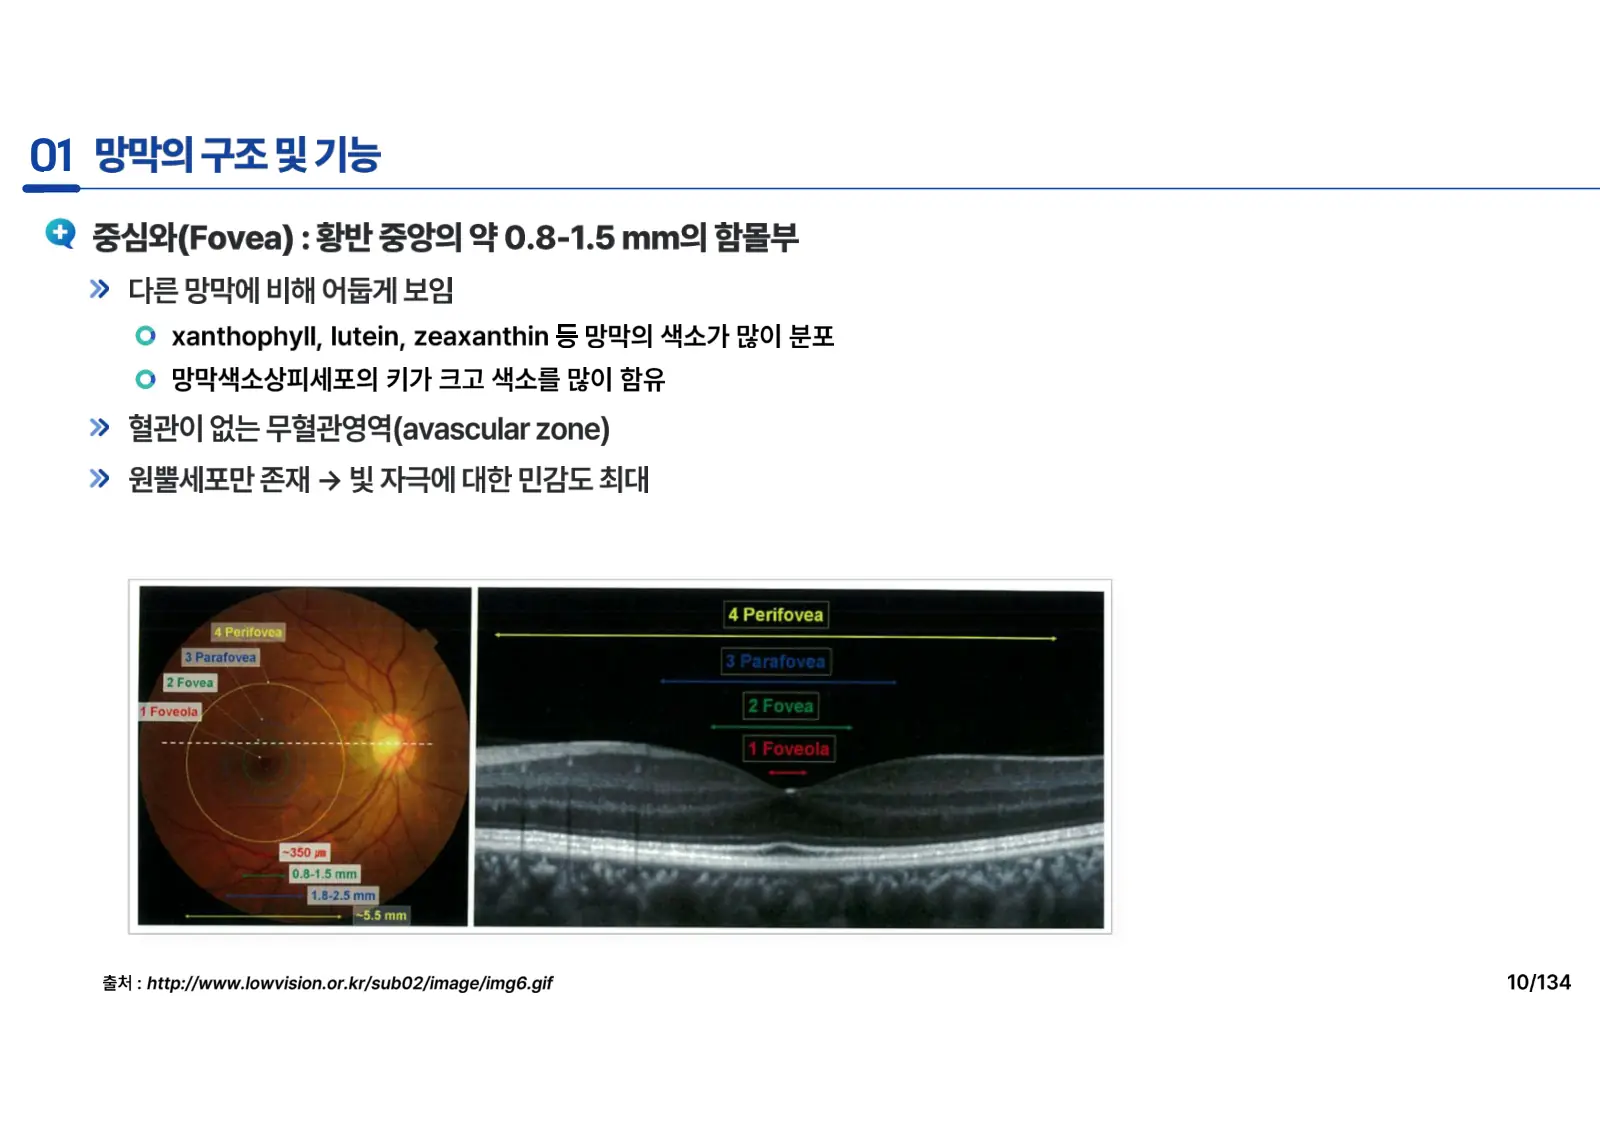 01 망막의 구조 및 기능
중심와(Fovea) : 황반 중앙의 약 0.8-1.5 mm의 함몰부
다른 망막에 비해 어둡게 보임
xanthophyll, lutein, zeaxanthin 등 망막의 색소가 많이 분포
망막색소상피세포의 키가 크고 색소를 많이 함유
혈관이 없는 무혈관영역(avascular zone)
원뿔세포만 존재 → 빛 자극에 대한 민감도 최대
4 Perifovea
3 Parafovea
2 Fovea
1 Foveola
~350 ㎛
0.8-1.5 mm
1.8-2.5 mm
~5.5 mm
4 Perifovea
3 Parafovea
2 Fovea
1 Foveola
출처 : http://www.lowvision.or.kr/sub02/image/img6.gif
10/134